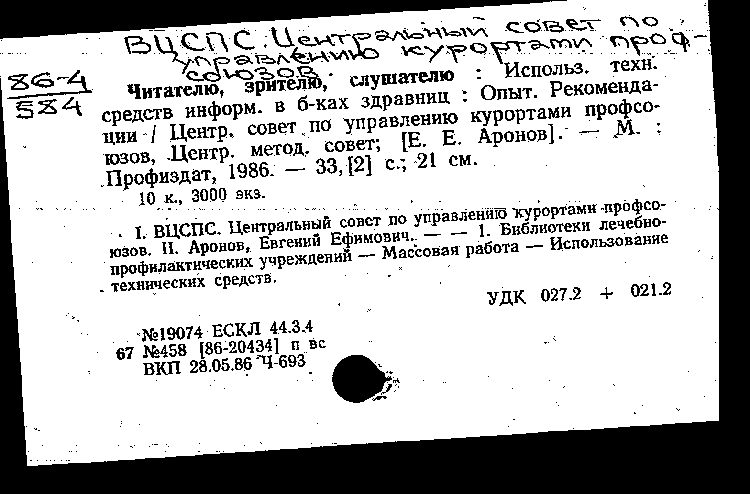 ВЦСПС. Центральный совет по
управлению курортами проф-
союзов.
86-4
584
Читателю, зрителю, слушателю : Использ. техн.
средств информ. в б-ках здравниц : Опыт. Рекоменда-
ции / Центр. совет по управлению курортами профсо-
юзов, Центр. метод. совет; [Е. Е. Аронов]. — М. :
Профиздат, 1986. — 33, [2] с.; 21 см.
10 к., 3000 экз.
I. ВЦСПС. Центральный совет по управлению курортами профсо-
юзов. II. Аронов, Евгений Ефимович. — — 1. Библиотеки лечебно-
профилактических учреждений — Массовая работа — Использование
технических средств.
УДК 027.2 + 021.2
№19074 ЕСКЛ 44.3.4
67 №458 [86-20434] п вс
ВКП 28.05.86 Ч-693